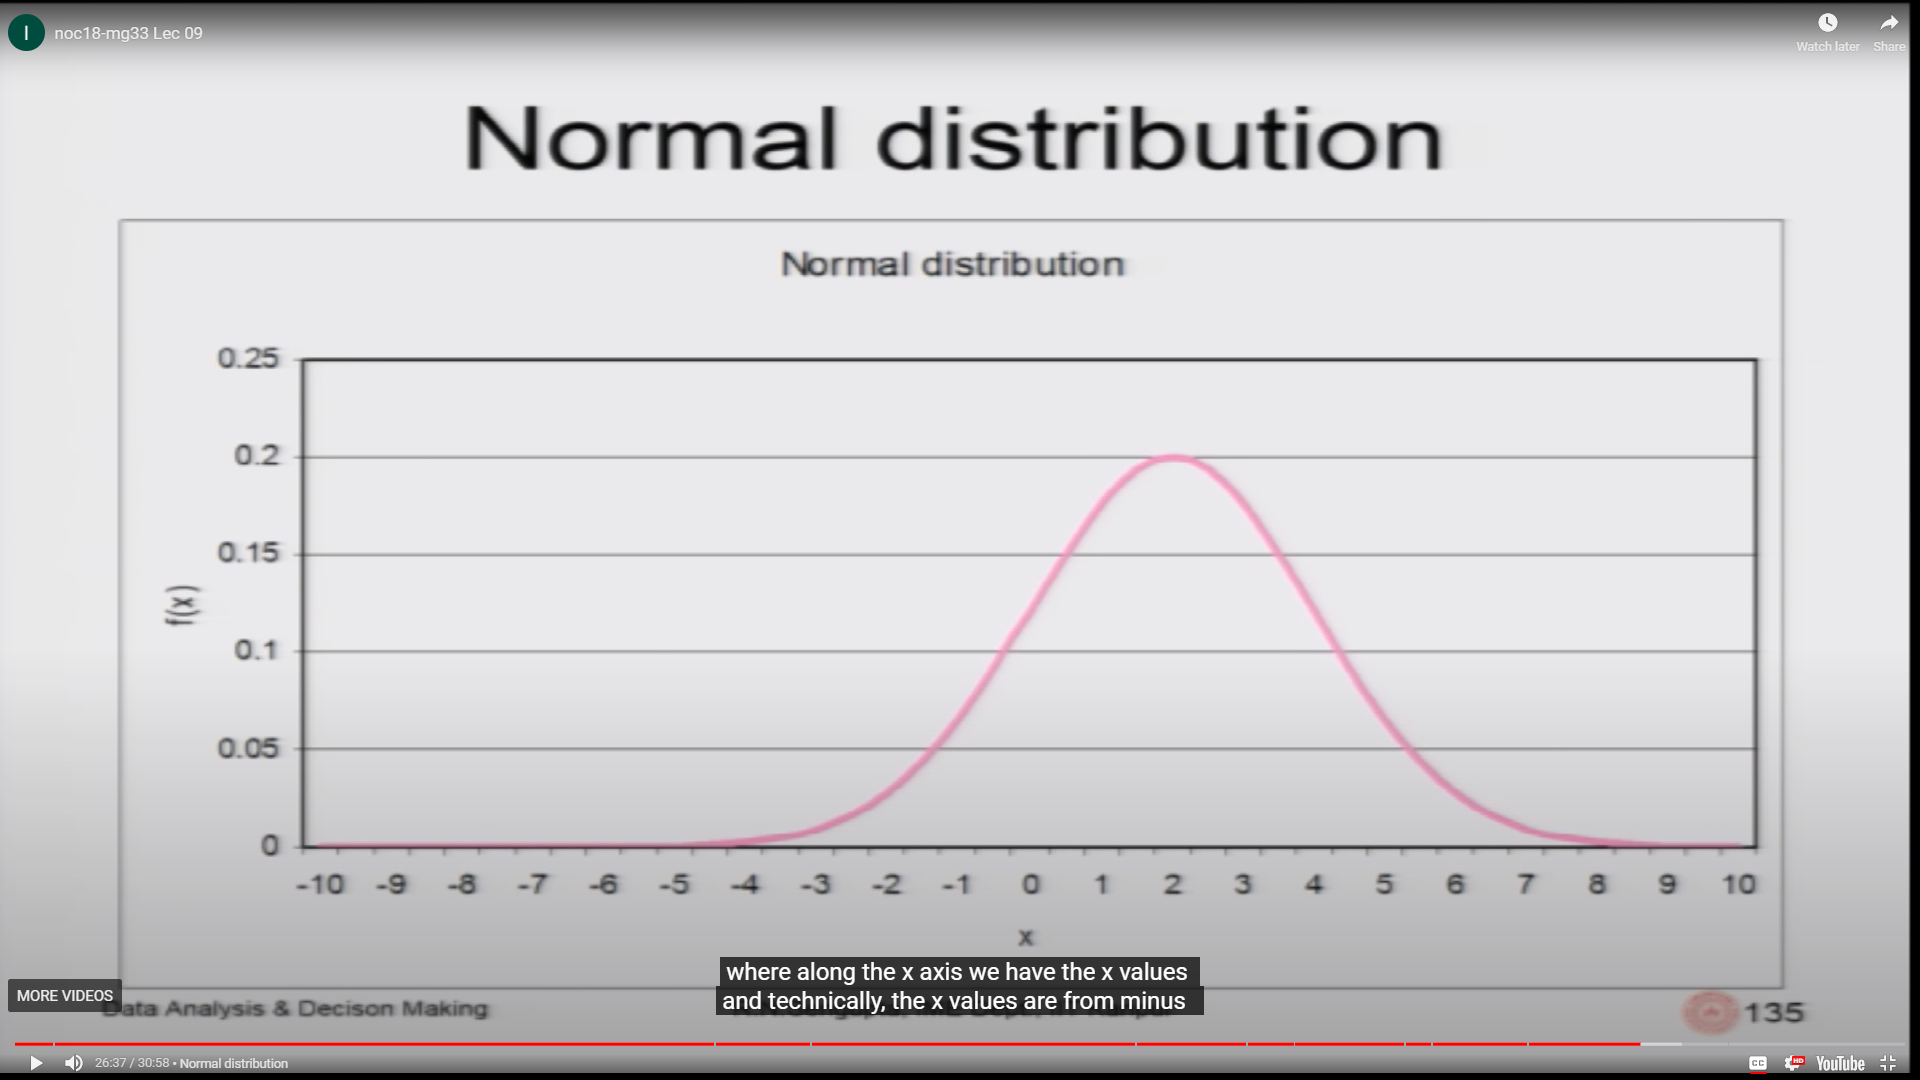 noc18-mg33 Lec 09
Watch later
Share
Normal distribution
Normal distribution
0.25
0.2
0.15
0.1
0.05
0
f(x)
-10 -9 -8 -7 -6 -5 -4 -3 -2 -1 0 1 2 3 4 5 6 7 8 9 10
x
where along the x axis we have the x values
and technically, the x values are from minus
MORE VIDEOS
Data Analysis & Decison Making
135
26:37 / 30:58 • Normal distribution
CC
HD
YouTube